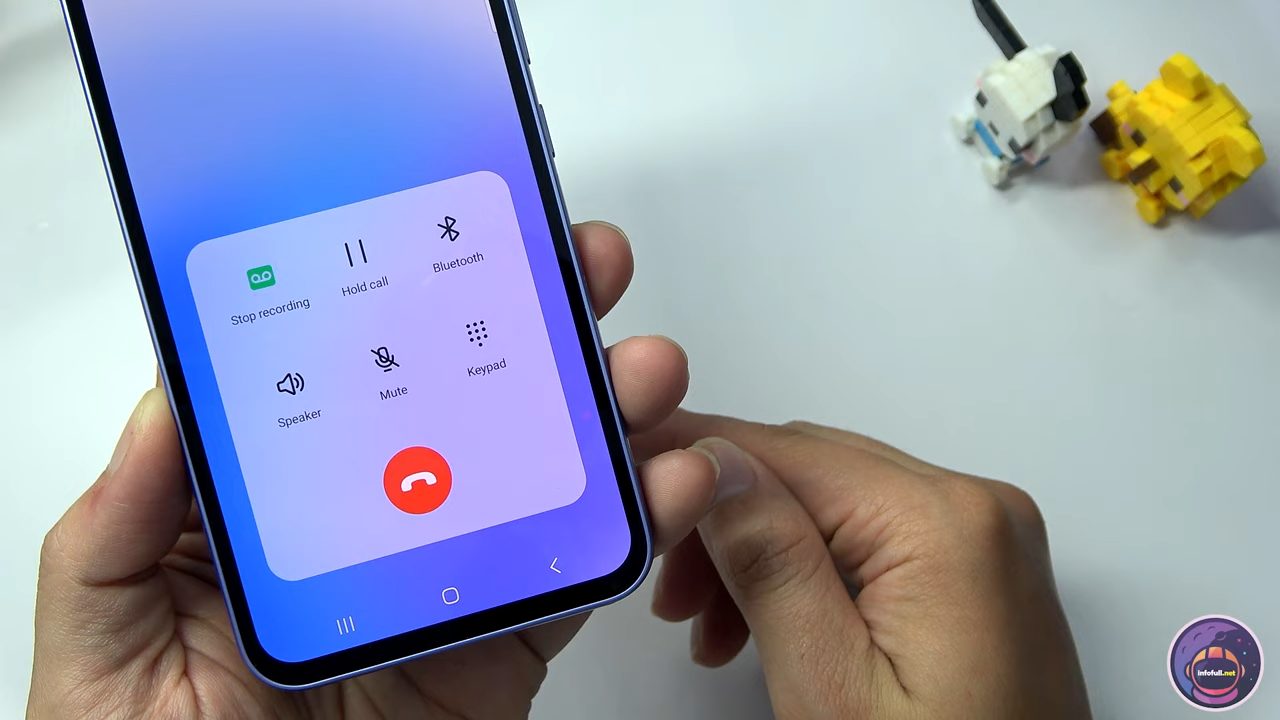 Stop recording
Hold call
Bluetooth
Speaker
Mute
Keypad
infofull.net